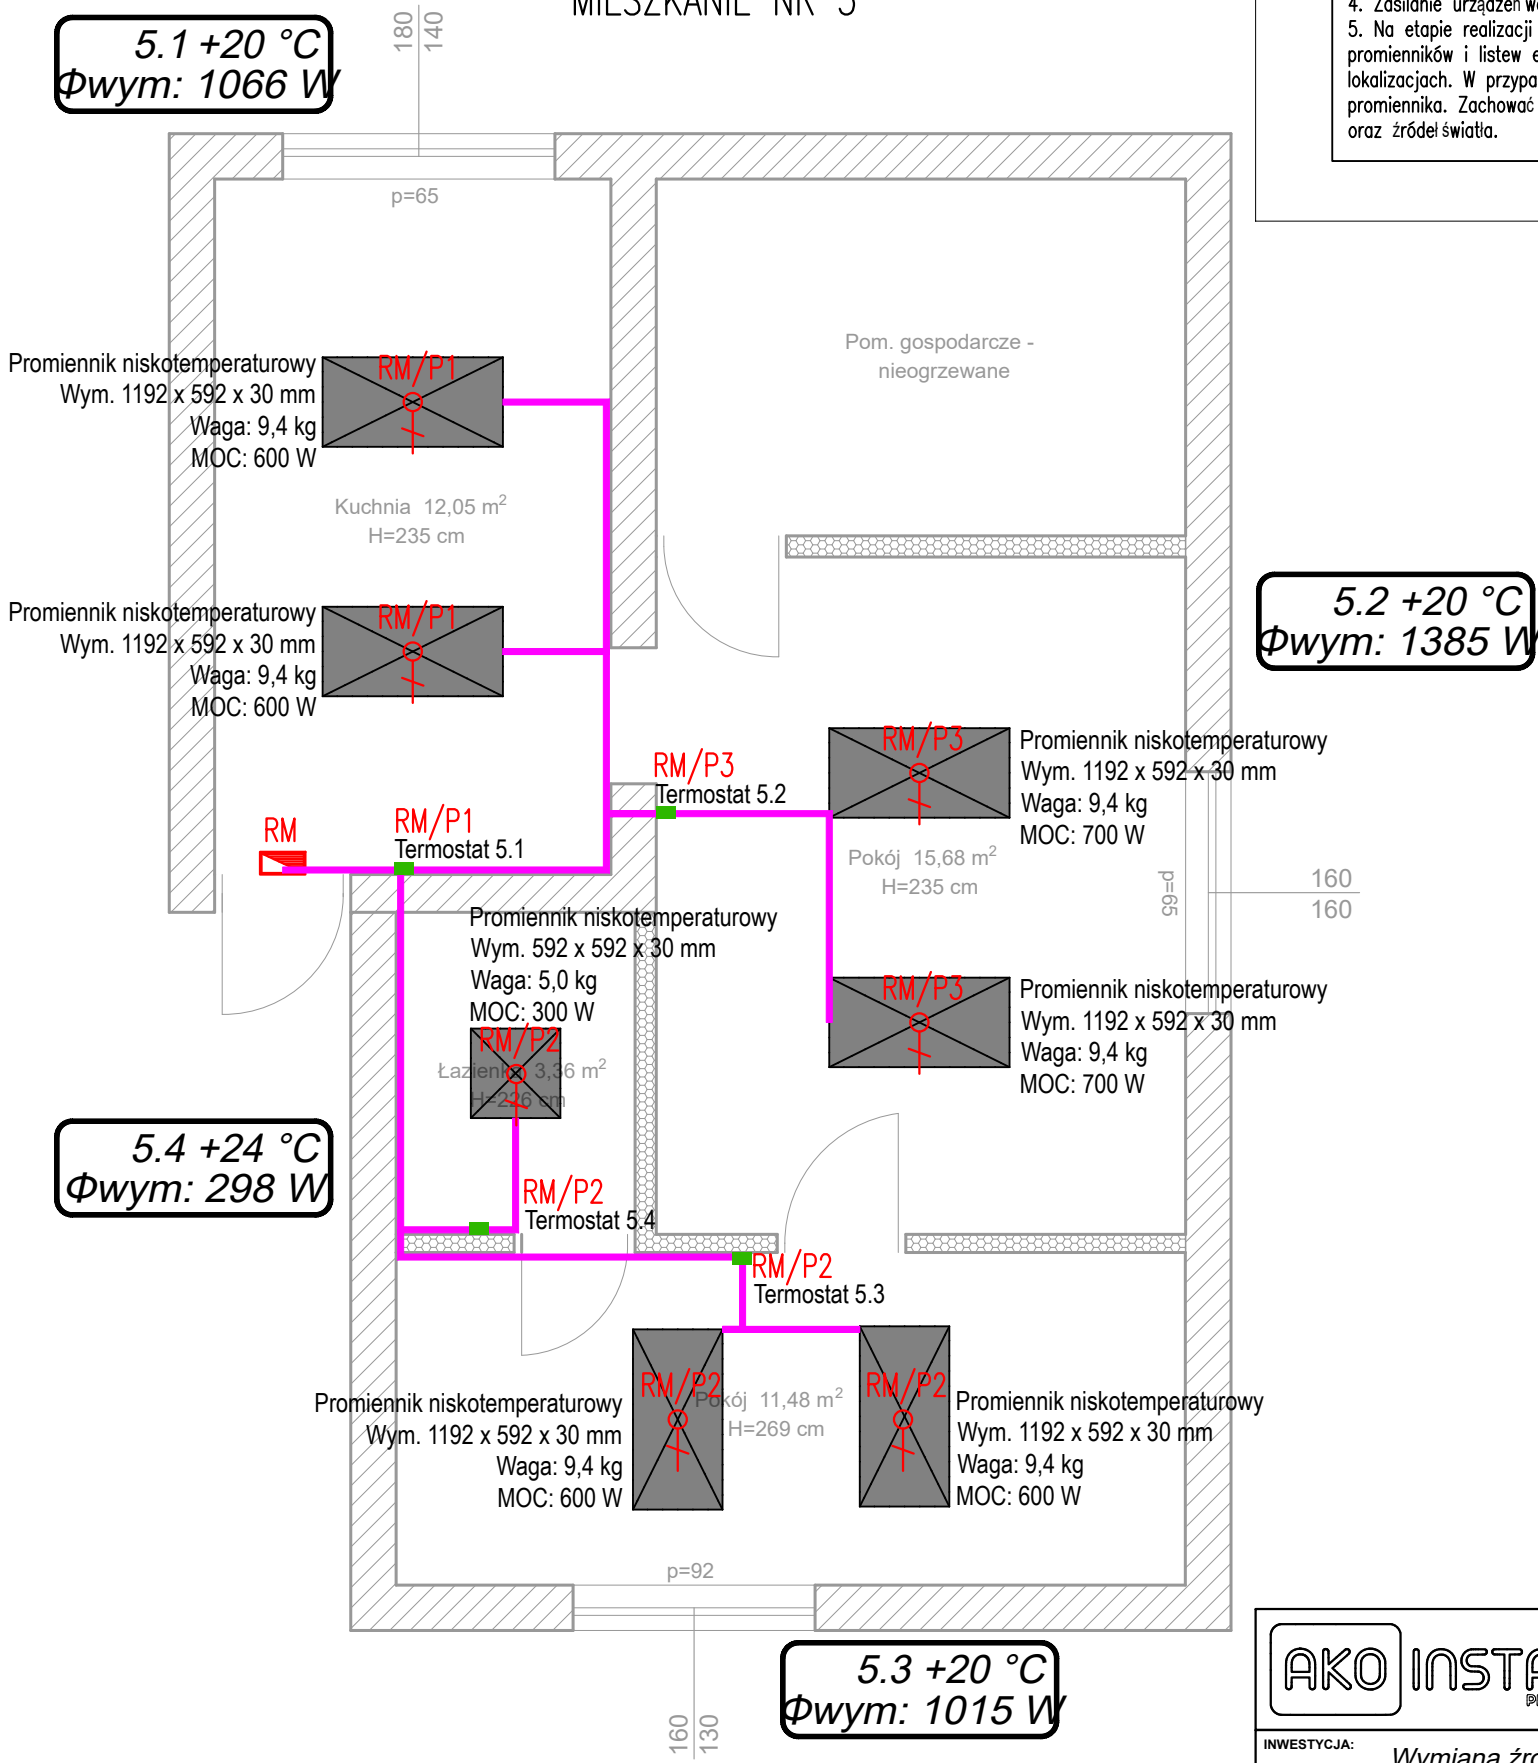 MIESZKANIE NR 5
5.1 +20 °C
Φwym: 1066 W
180
140
4. Zasilanie urządzeń
5. Na etapie realizacji
promienników i listew
lokalizacjach. W
promiennika. Zachować
oraz źródeł światła.
p=65
Pom. gospodarcze -
nieogrzewane
Promiennik niskotemperaturowy
Wym. 1192 x 592 x 30 mm
Waga: 9,4 kg
MOC: 600 W
RM/P1
Kuchnia 12,05 m²
H=235 cm
Promiennik niskotemperaturowy
Wym. 1192 x 592 x 30 mm
Waga: 9,4 kg
MOC: 600 W
RM/P1
5.2 +20 °C
Φwym: 1385 W
RM/P3
Termostat 5.2
RM/P3
Promiennik niskotemperaturowy
Wym. 1192 x 592 x 30 mm
Waga: 9,4 kg
MOC: 700 W
RM
RM/P1
Termostat 5.1
Pokój 15,68 m²
H=235 cm
p=65
160
160
Promiennik niskotemperaturowy
Wym. 592 x 592 x 30 mm
Waga: 5,0 kg
MOC: 300 W
RM/P2
Łazienka 3,36 m²
H=226 cm
RM/P3
Promiennik niskotemperaturowy
Wym. 1192 x 592 x 30 mm
Waga: 9,4 kg
MOC: 700 W
5.4 +24 °C
Φwym: 298 W
RM/P2
Termostat 5.4
RM/P2
Termostat 5.3
Promiennik niskotemperaturowy
Wym. 1192 x 592 x 30 mm
Waga: 9,4 kg
MOC: 600 W
RM/P2
Pokój 11,48 m²
H=269 cm
RM/P2
Promiennik niskotemperaturowy
Wym. 1192 x 592 x 30 mm
Waga: 9,4 kg
MOC: 600 W
p=92
160
130
5.3 +20 °C
Φwym: 1015 W
AKO
INWESTYCJA:
Wymiana